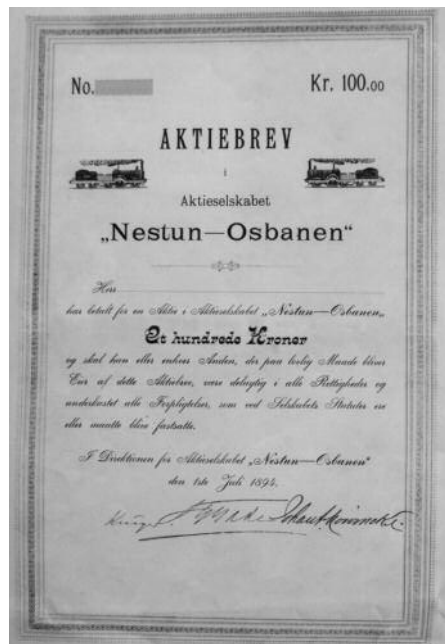 No.
Kr. 100.00
AKTIEBREV
i
Aktieselskabet
„Nestun—Osbanen“
Herr
har betalt for en Aktie i Aktieselskabet „Nestun—Osbanen„
Et hundrede Kroner
og skal han eller enhver Anden, der paa lovlig Maade bliver
Eier af dette Aktiebrev, være delagtig i alle Rettigheder og
underkastet alle Forpligtelser, som ved Selskabets Statuter ere
eller maatte blive fastsatte.
I Direktionen for Aktieselskabet „Nestun—Osbanen“
den 1ste Juli 1894.